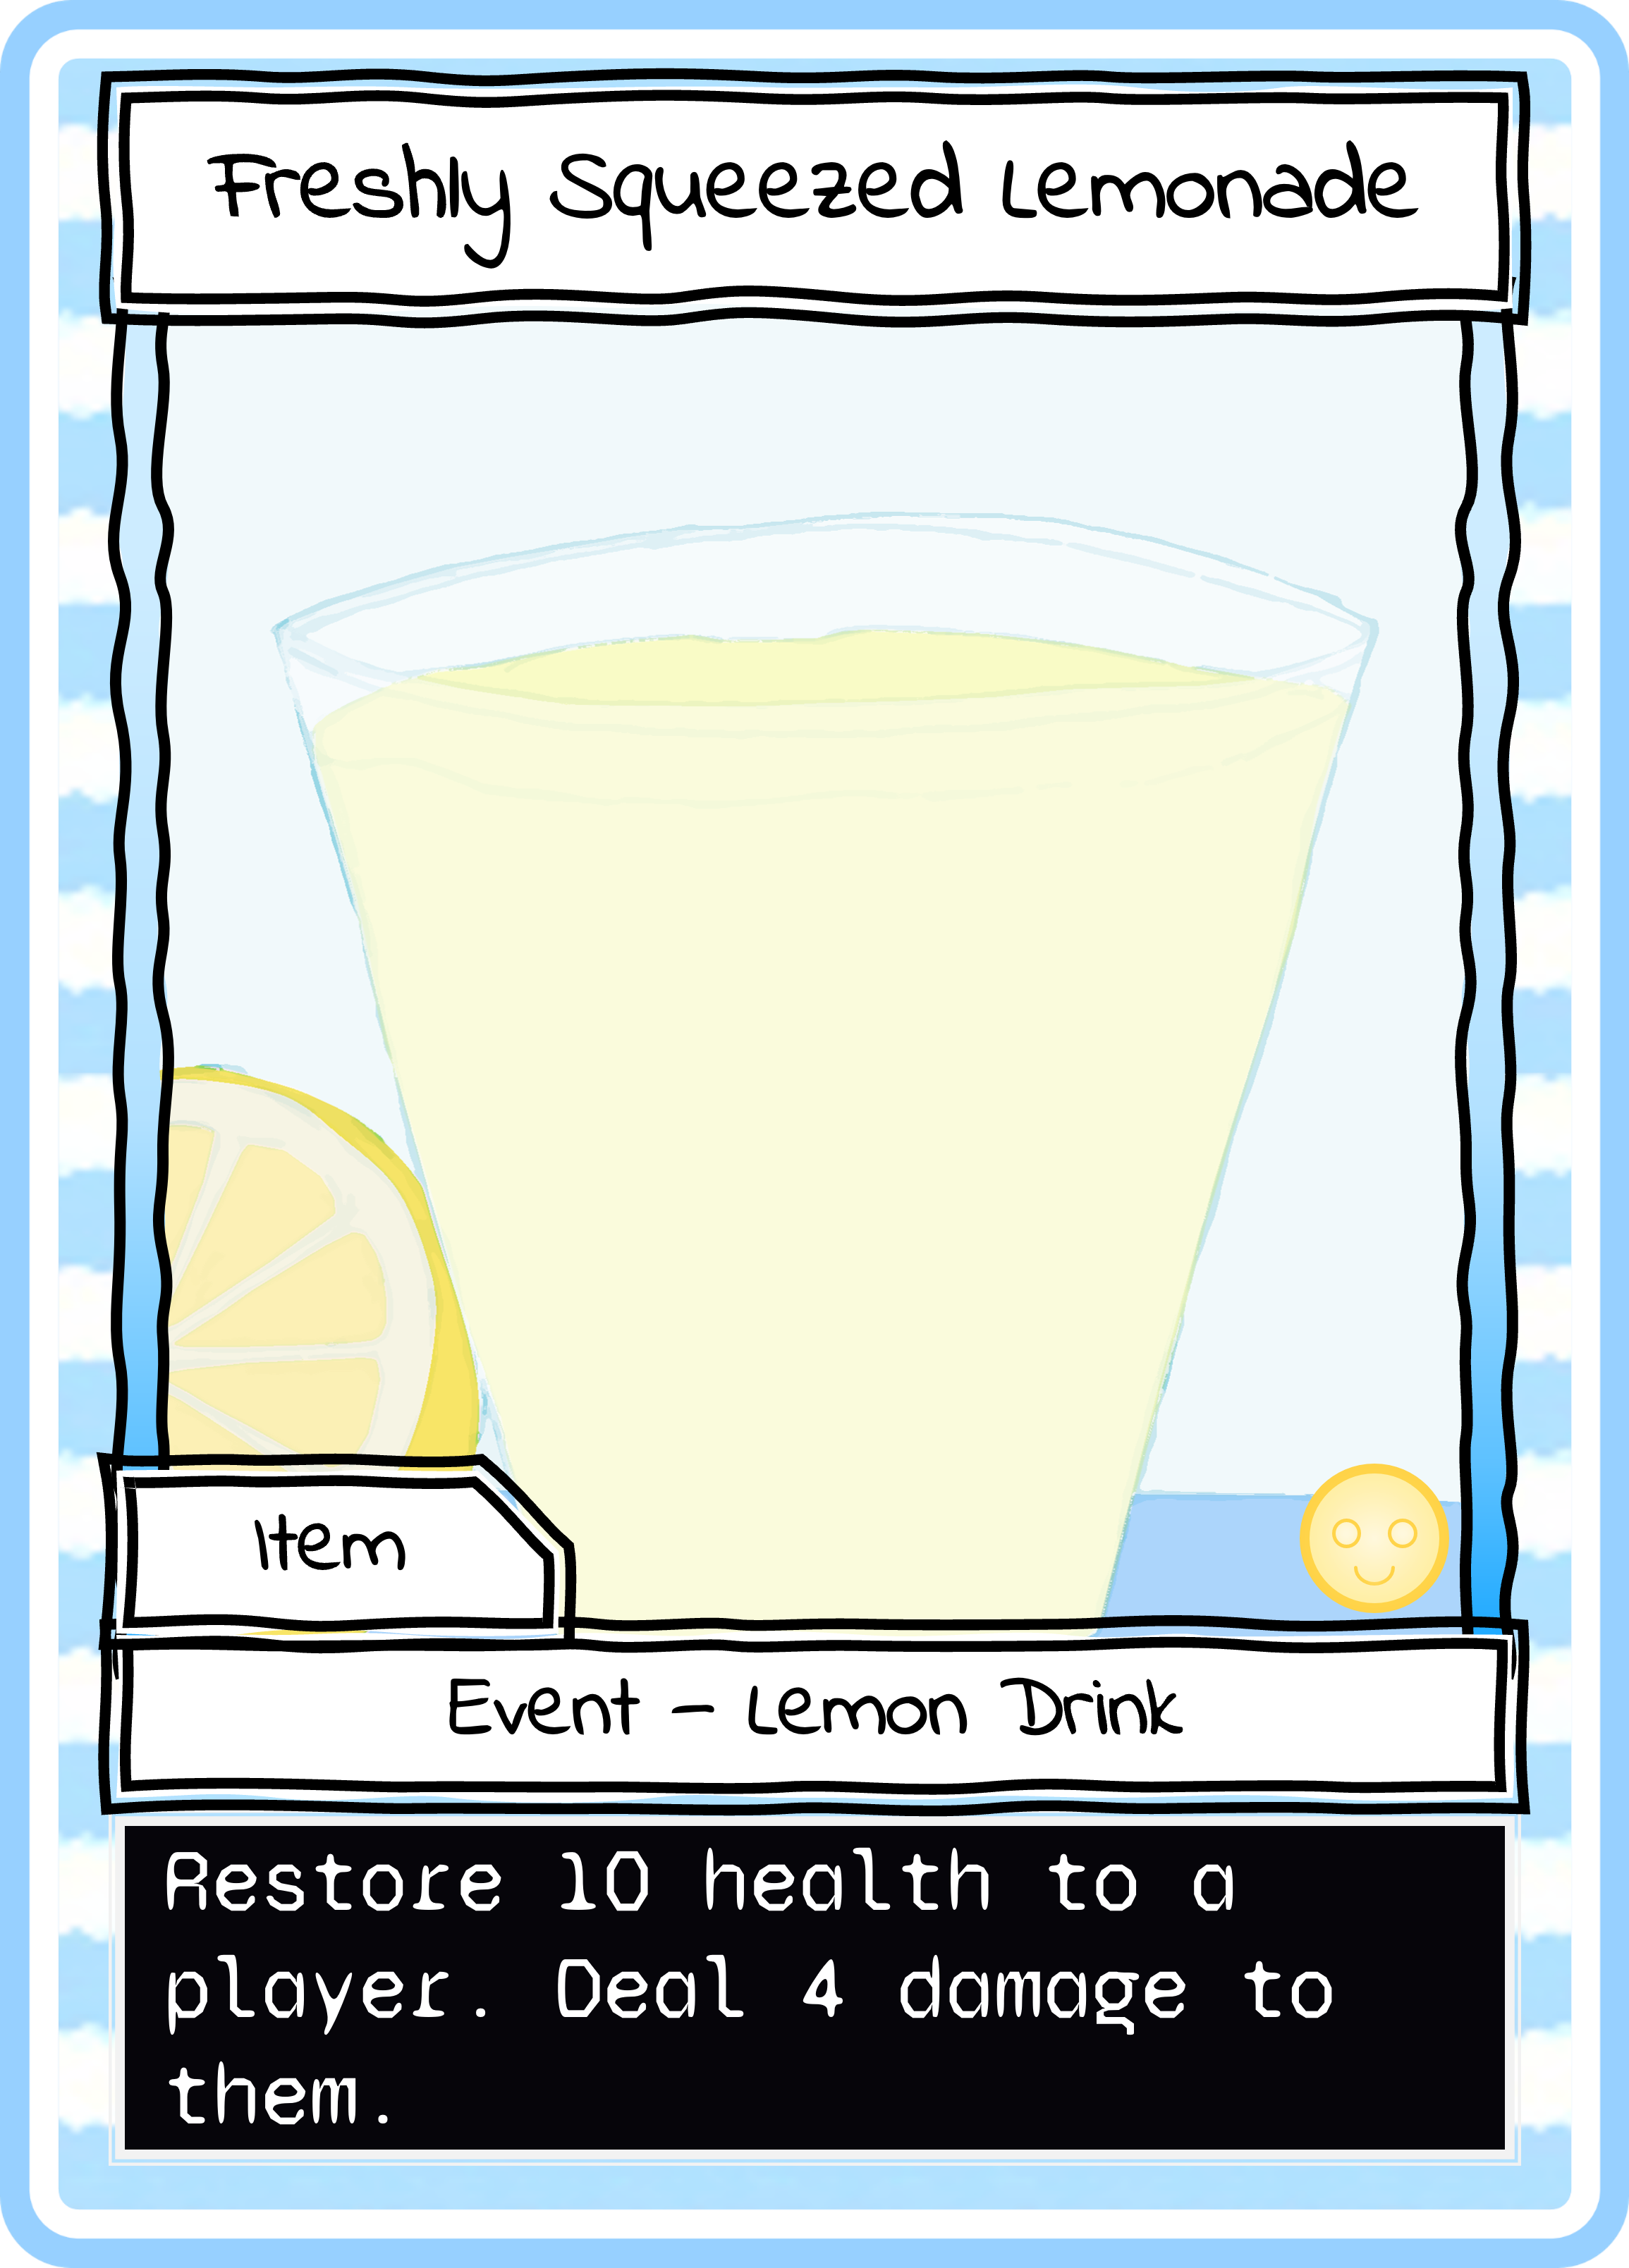 Freshly Squeezed Lemonade
Item
Event – Lemon Drink
Restore 10 health to a
player. Deal 4 damage to
them.